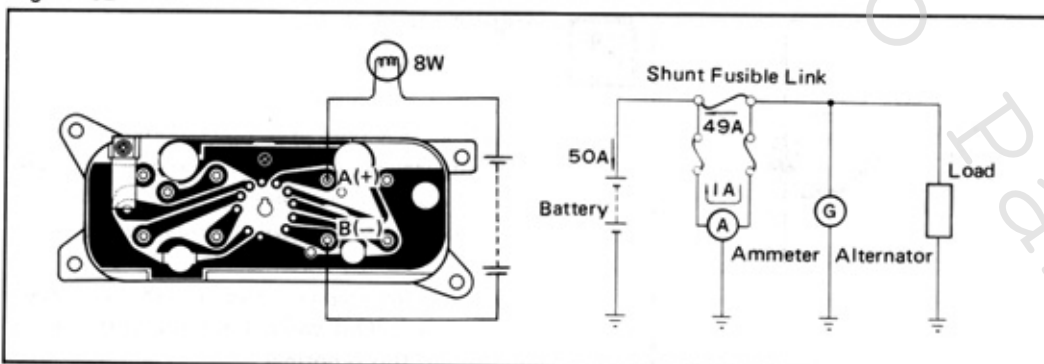 8W
A(+)
B(—)
Shunt Fusible Link
49A
50A
1A
Battery
A
Ammeter
G
Alternator
Load